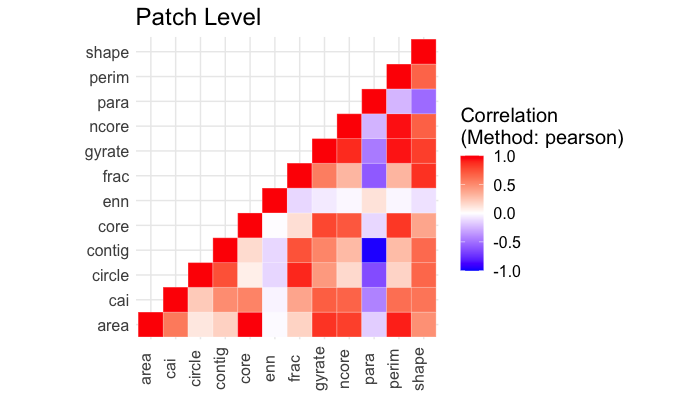 Patch Level
shape
perim
para
ncore
gyrate
frac
enn
core
contig
circle
cai
area
area
cai
circle
contig
core
enn
frac
gyrate
ncore
para
perim
shape
Correlation
(Method: pearson)
1.0
0.5
0.0
-0.5
-1.0